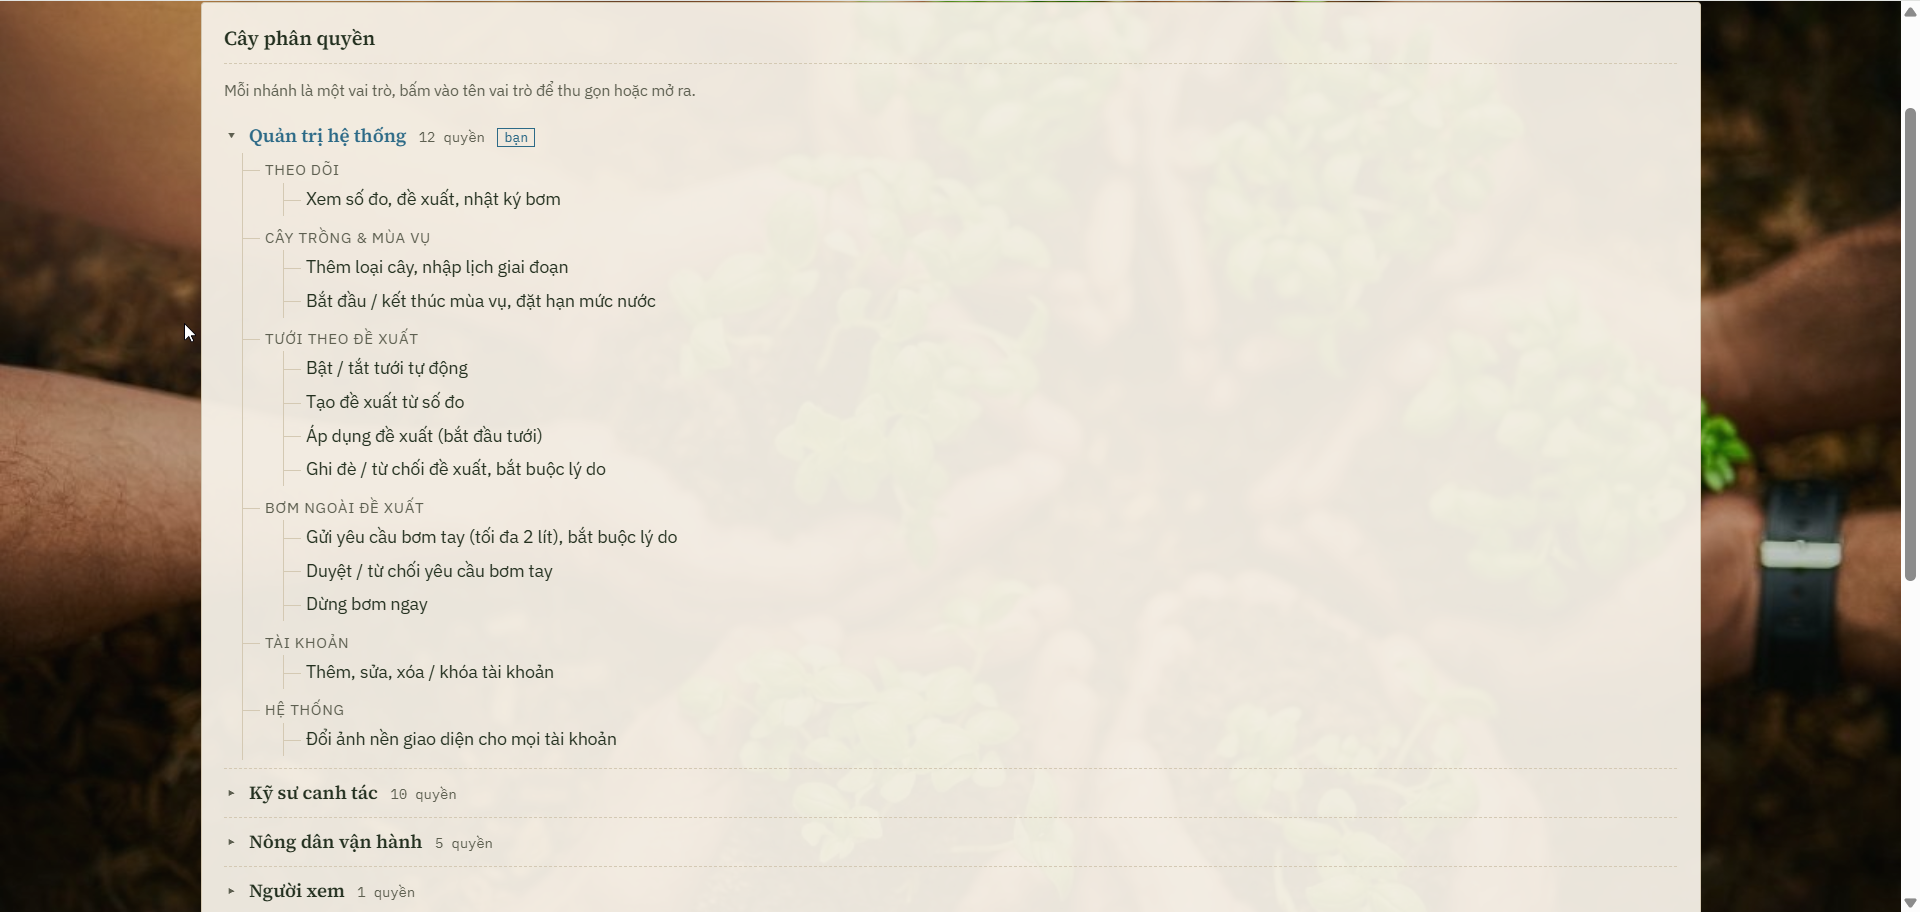 Cây phân quyền
Mỗi nhánh là một vai trò, bấm vào tên vai trò để thu gọn hoặc mở ra.
Quản trị hệ thống 12 quyền bạn
THEO DÕI
Xem số đo, đề xuất, nhật ký bơm
CÂY TRỒNG & MÙA VỤ
Thêm loại cây, nhập lịch giai đoạn
Bắt đầu / kết thúc mùa vụ, đặt hạn mức nước
TƯỚI THEO ĐỀ XUẤT
Bật / tắt tưới tự động
Tạo đề xuất từ số đo
Áp dụng đề xuất (bắt đầu tưới)
Ghi đè / từ chối đề xuất, bắt buộc lý do
BƠM NGOÀI ĐỀ XUẤT
Gửi yêu cầu bơm tay (tối đa 2 lít), bắt buộc lý do
Duyệt / từ chối yêu cầu bơm tay
Dừng bơm ngay
TÀI KHOẢN
Thêm, sửa, xóa / khóa tài khoản
HỆ THỐNG
Đổi ảnh nền giao diện cho mọi tài khoản
Kỹ sư canh tác 10 quyền
Nông dân vận hành 5 quyền
Người xem 1 quyền